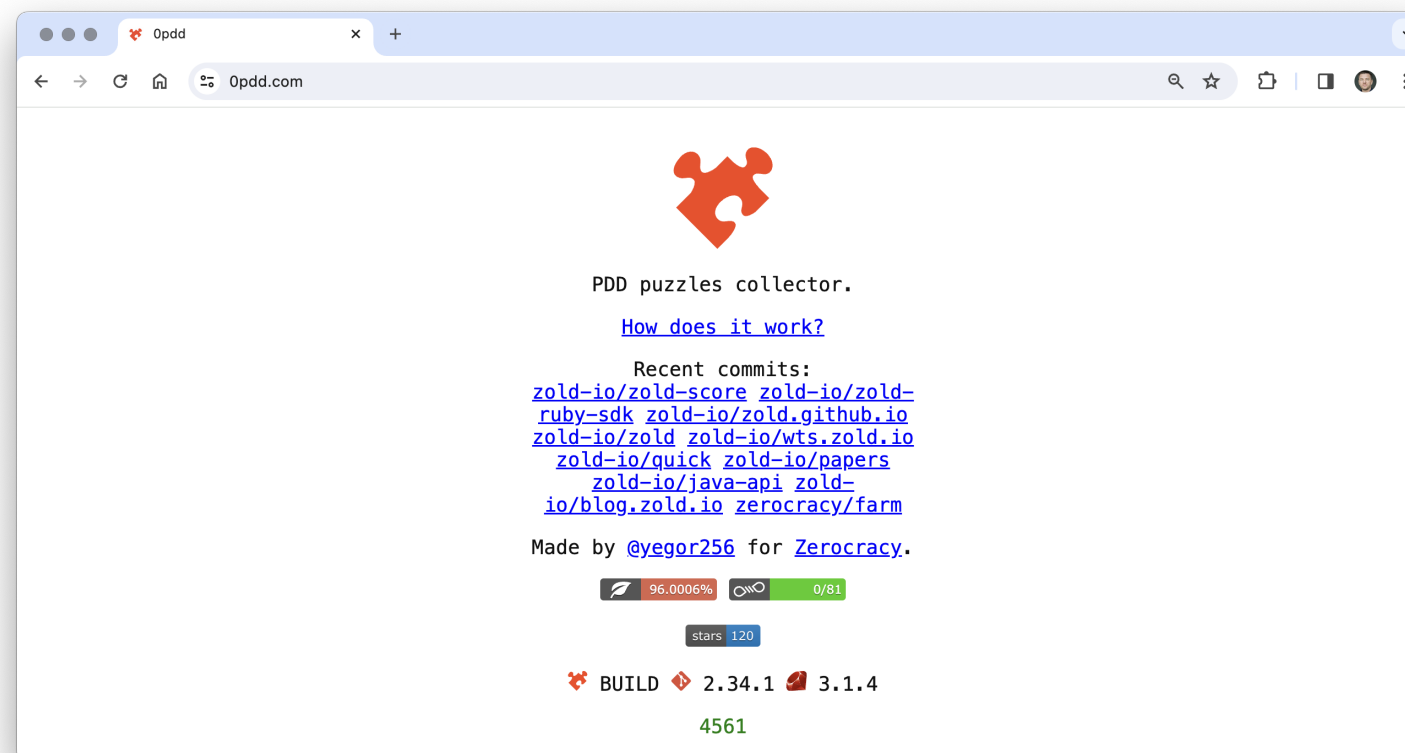 0pdd
0pdd.com
PDD puzzles collector.
How does it work?
Recent commits:
zold-io/zold-score zold-io/zold-
ruby-sdk zold-io/zold.github.io
zold-io/zold zold-io/wts.zold.io
zold-io/quick zold-io/papers
zold-io/java-api zold-
io/blog.zold.io zerocracy/farm
Made by @yegor256 for Zerocracy.
96.0006% 0/81
stars 120
BUILD 2.34.1 3.1.4
4561